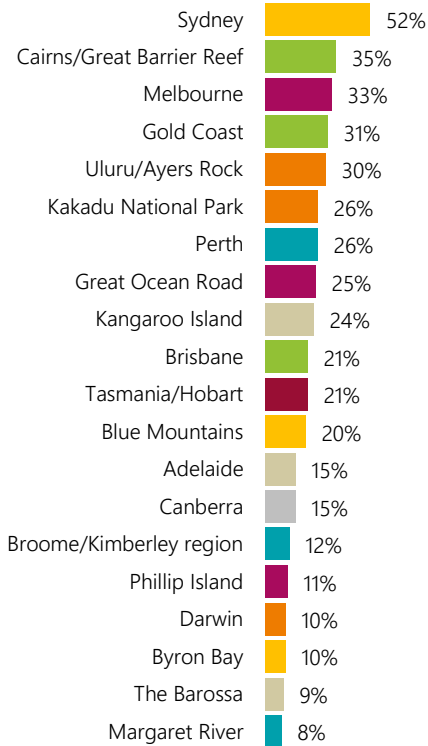 Sydney 52%
Cairns/Great Barrier Reef 35%
Melbourne 33%
Gold Coast 31%
Uluru/Ayers Rock 30%
Kakadu National Park 26%
Perth 26%
Great Ocean Road 25%
Kangaroo Island 24%
Brisbane 21%
Tasmania/Hobart 21%
Blue Mountains 20%
Adelaide 15%
Canberra 15%
Broome/Kimberley region 12%
Phillip Island 11%
Darwin 10%
Byron Bay 10%
The Barossa 9%
Margaret River 8%